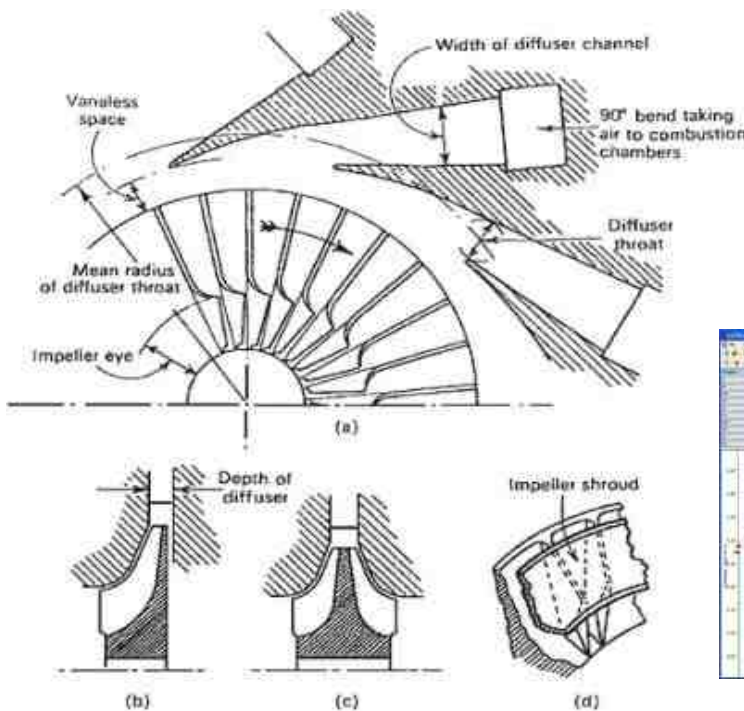 Width of diffuser channel
Vanaless
space
90° bend taking
air to combustion
chambers
Diffuser
throat
Mean radius
of diffuser throat
Impeller eye
(a)
Depth of
diffuser
Impeller shroud
(b)
(c)
(d)